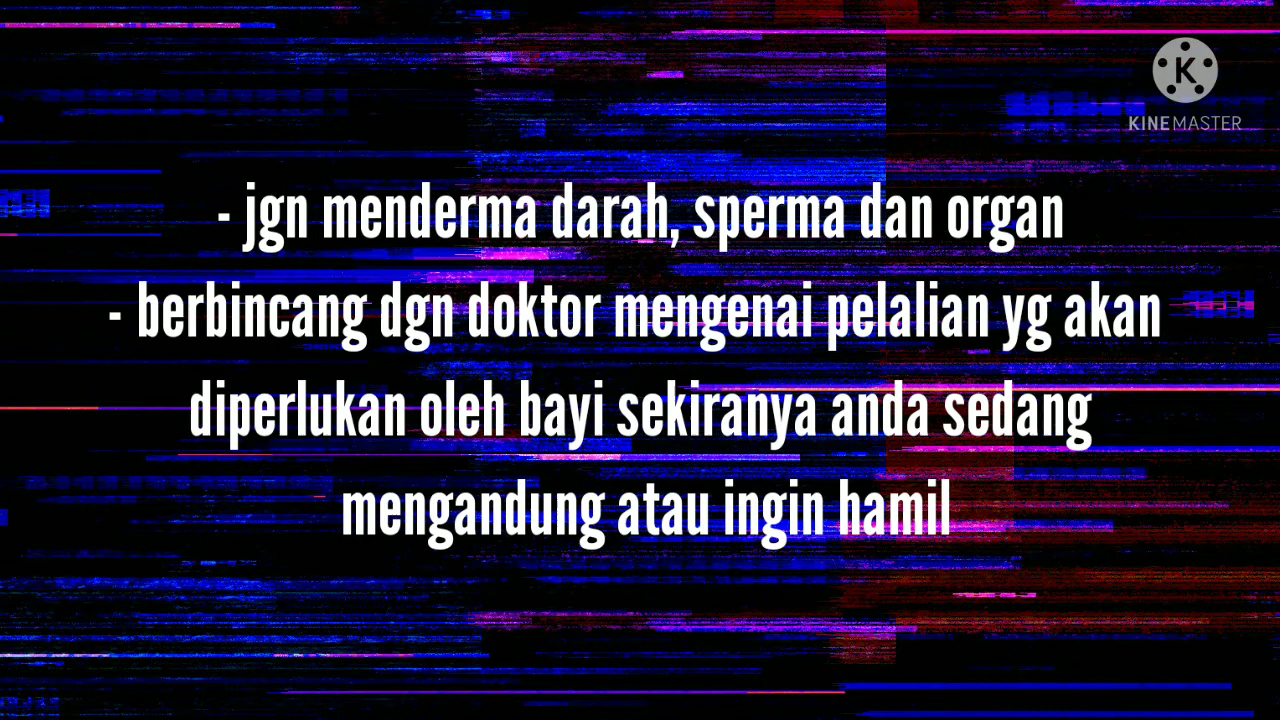 K
KINEMASTER
- jgn menderma darah, sperma dan organ
- berbincang dgn doktor mengenai pelalian yg akan
diperlukan oleh bayi sekiranya anda sedang
mengandung atau ingin hamil